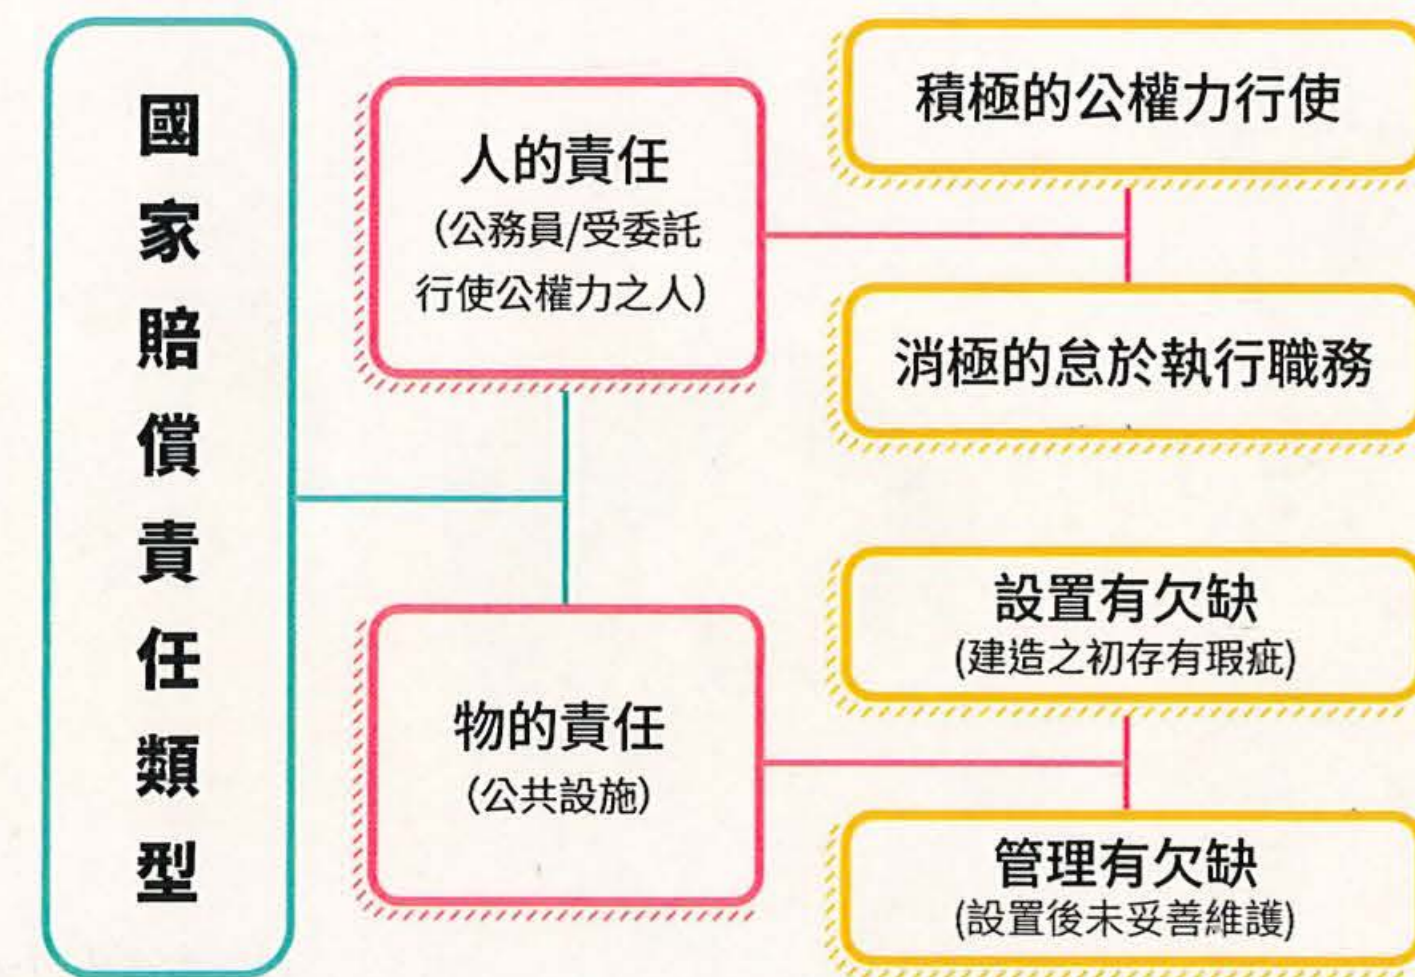 國家賠償責任類型
人的責任
(公務員/受委託
行使公權力之人)
積極的公權力行使
消極的怠於執行職務
物的責任
(公共設施)
設置有欠缺
(建造之初存有瑕疵)
管理有欠缺
(設置後未妥善維護)